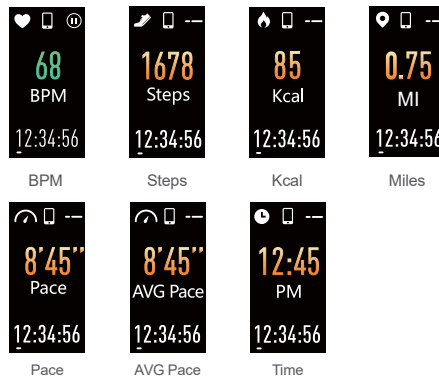 68
BPM
12:34:56
BPM
1678
Steps
12:34:56
Steps
85
Kcal
12:34:56
Kcal
0.75
MI
12:34:56
Miles
8'45''
Pace
12:34:56
Pace
8'45''
AVG Pace
12:34:56
AVG Pace
12:45
PM
12:34:56
Time